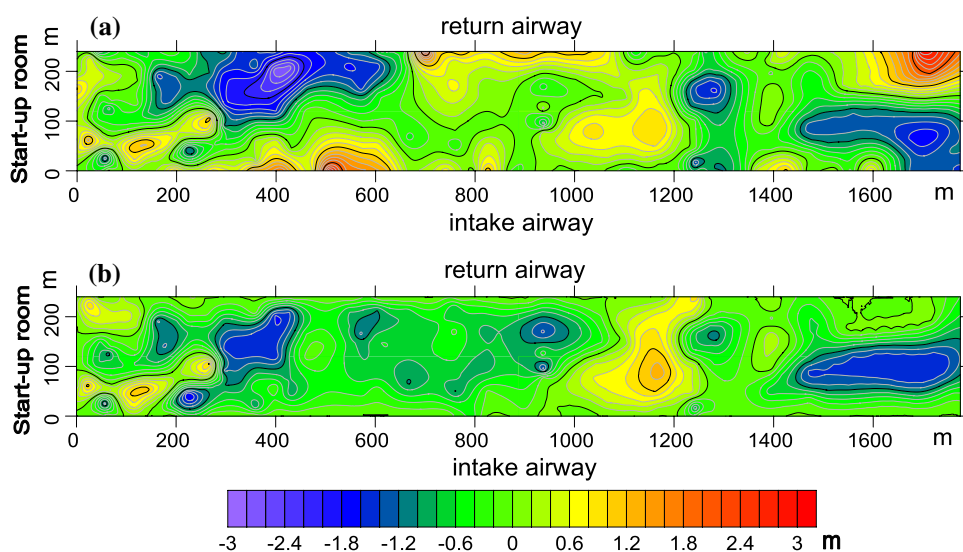 (a)
return airway
Start-up room
m
200
100
0
0 200 400 600 800 1000 1200 1400 1600 m
intake airway
(b)
return airway
Start-up room
m
200
100
0
0 200 400 600 800 1000 1200 1400 1600 m
intake airway
-3 -2.4 -1.8 -1.2 -0.6 0 0.6 1.2 1.8 2.4 3 m